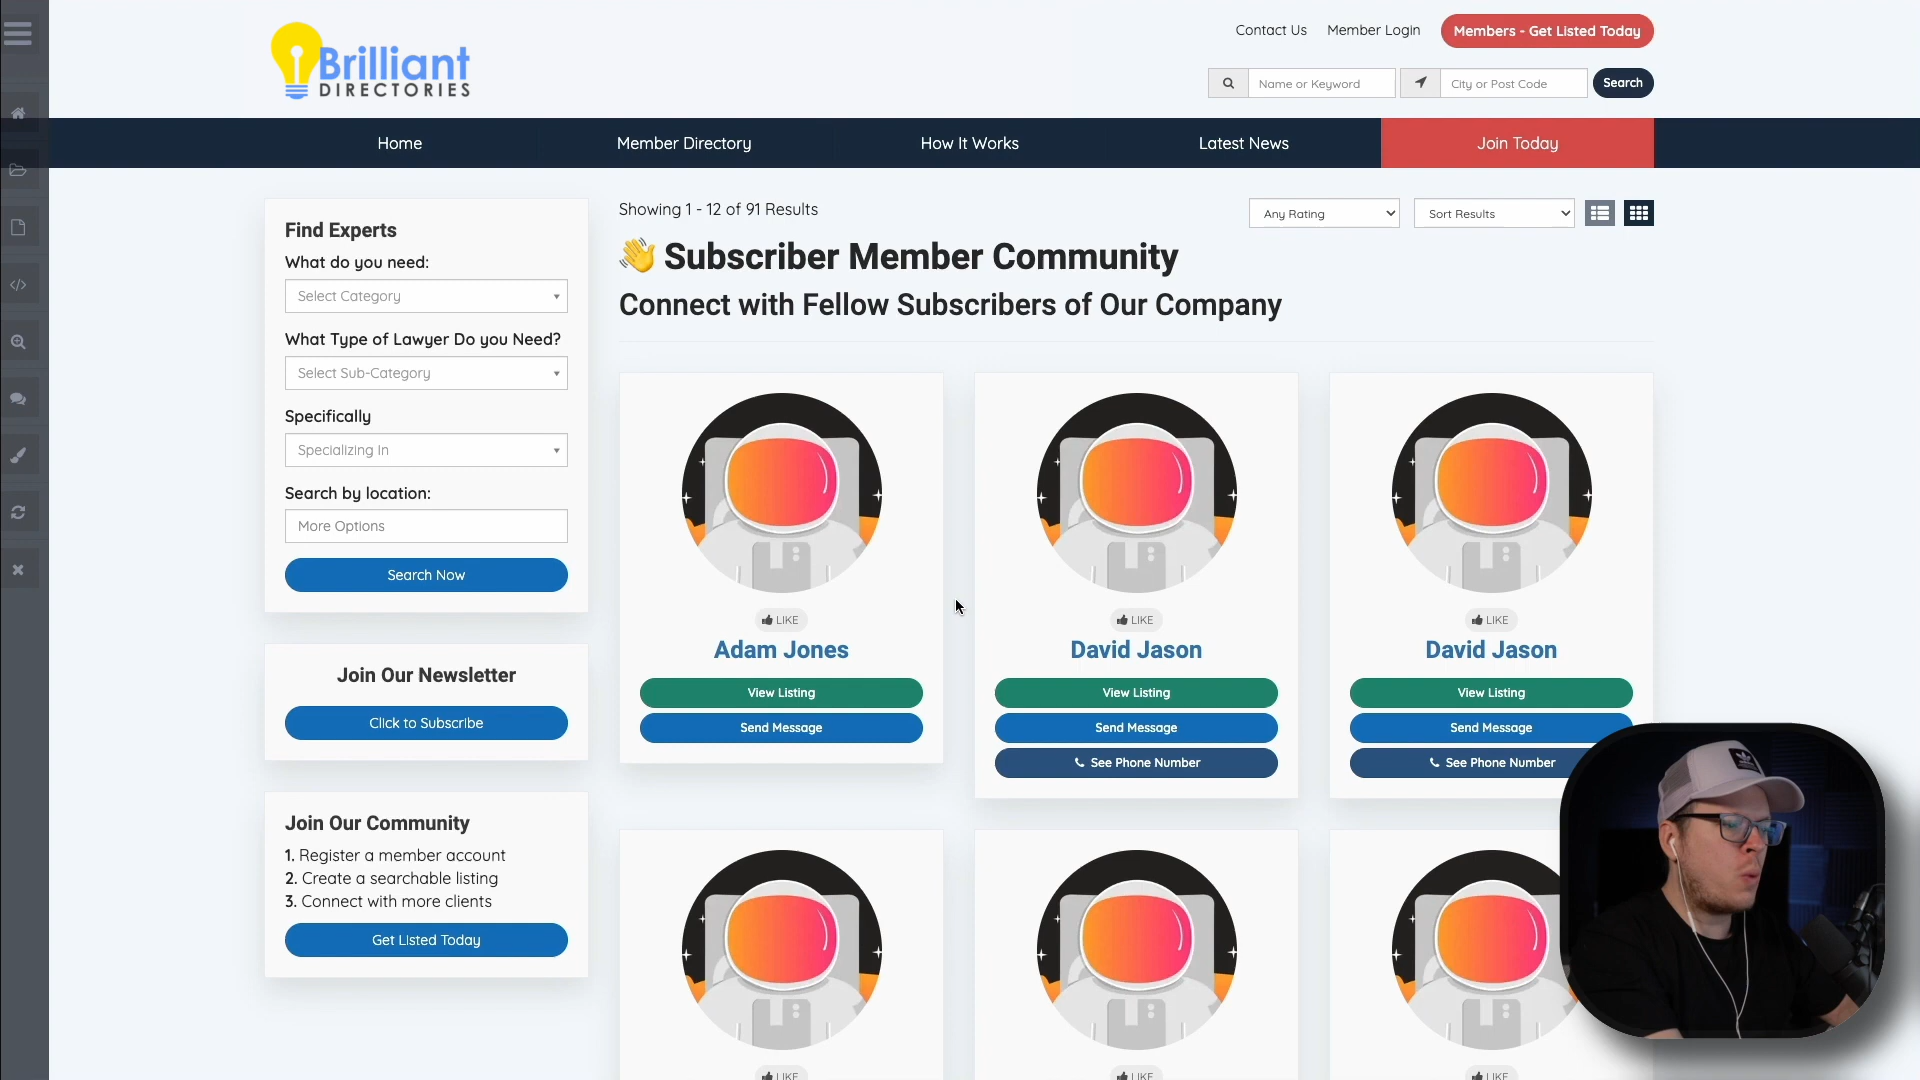 Brilliant
DIRECTORIES
Contact Us
Member Login
Members - Get Listed Today
Name or Keyword
City or Post Code
Search
Home
Member Directory
How It Works
Latest News
Join Today
Find Experts
What do you need:
Select Category
What Type of Lawyer Do you Need?
Select Sub-Category
Specifically
Specializing In
Search by location:
More Options
Search Now
Join Our Newsletter
Click to Subscribe
Join Our Community
1. Register a member account
2. Create a searchable listing
3. Connect with more clients
Get Listed Today
Showing 1 - 12 of 91 Results
Any Rating
Sort Results
👋 Subscriber Member Community
Connect with Fellow Subscribers of Our Company
LIKE
Adam Jones
View Listing
Send Message
LIKE
David Jason
View Listing
Send Message
See Phone Number
LIKE
David Jason
View Listing
Send Message
See Phone Number
LIKE
LIKE
LIKE